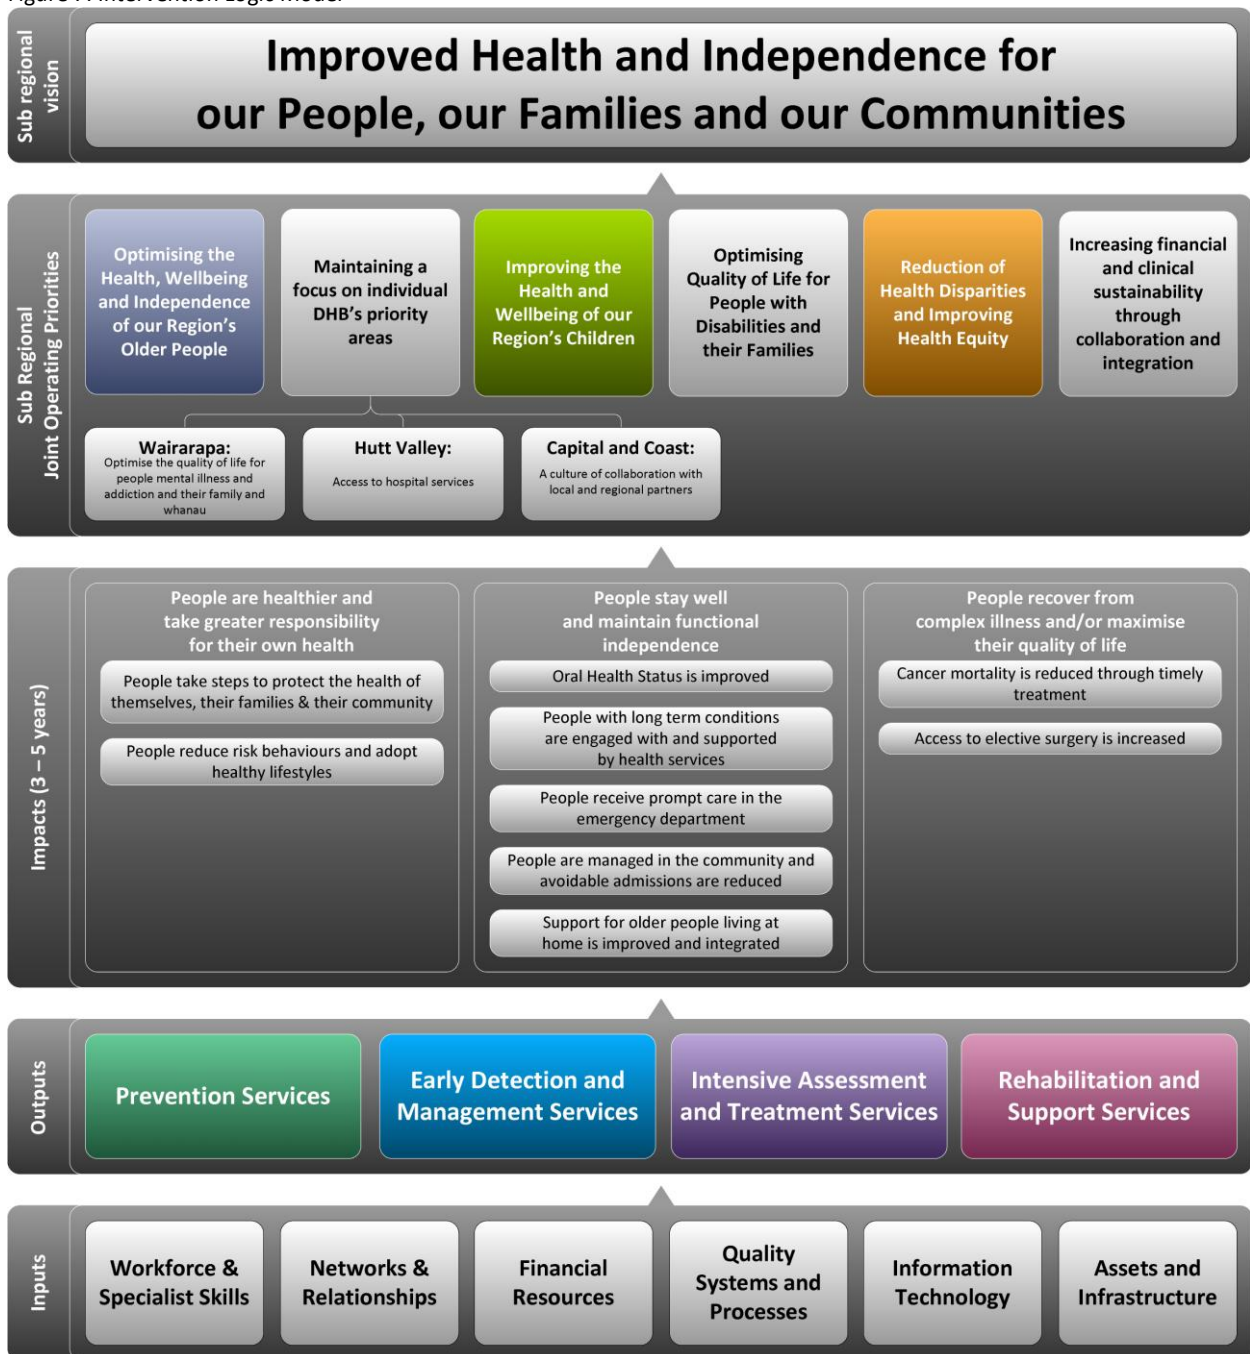 Sub regional
vision
Improved Health and Independence for
our People, our Families and our Communities
Sub Regional
Joint Operating Priorities
Optimising the
Health, Wellbeing
and Independence
of our Region's
Older People
Maintaining a
focus on individual
DHB's priority
areas
Improving the
Health and
Wellbeing of our
Region's Children
Optimising
Quality of Life for
People with
Disabilities and
their Families
Reduction of
Health Disparities
and Improving
Health Equity
Increasing financial
and clinical
sustainability
through
collaboration and
integration
Wairarapa:
Optimise the quality of life for
people mental illness and
addiction and their family and
whanau
Hutt Valley:
Access to hospital services
Capital and Coast:
A culture of collaboration with
local and regional partners
Impacts (3 – 5 years)
People are healthier and
take greater responsibility
for their own health
People take steps to protect the health of
themselves, their families & their community
People reduce risk behaviours and adopt
healthy lifestyles
People stay well
and maintain functional
independence
Oral Health Status is improved
People with long term conditions
are engaged with and supported
by health services
People receive prompt care in the
emergency department
People are managed in the community and
avoidable admissions are reduced
Support for older people living at
home is improved and integrated
People recover from
complex illness and/or maximise
their quality of life
Cancer mortality is reduced through timely
treatment
Access to elective surgery is increased
Outputs
Prevention Services
Early Detection and
Management Services
Intensive Assessment
and Treatment Services
Rehabilitation and
Support Services
Inputs
Workforce &
Specialist Skills
Networks &
Relationships
Financial
Resources
Quality
Systems and
Processes
Information
Technology
Assets and
Infrastructure